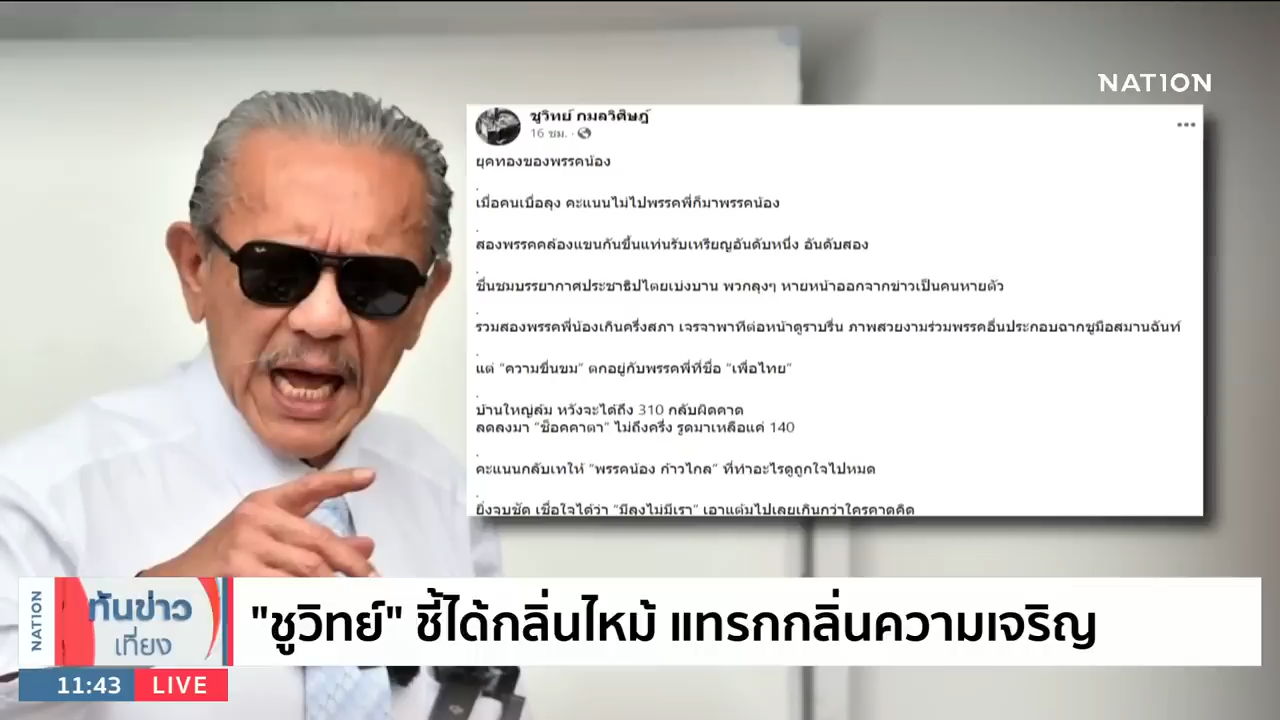 NATION
ชูวิทย์ กมลวิศิษฎ์
16 ชม. ·
ยุคทองของพรรคน้อง
.
เมื่อคนเบื่อลุง คะแนนไม่ไปพรรคพี่ก็มาพรรคน้อง
.
สองพรรคคล้องแขนกันขึ้นแท่นรับเหรียญอันดับหนึ่ง อันดับสอง
.
ชื่นชมบรรยากาศประชาธิปไตยเบ่งบาน พวกลุงๆ หายหน้าออกจากข่าวเป็นคนหายตัว
.
รวมสองพรรคพี่น้องเกินครึ่งสภา เจรจาพาทีต่อหน้าดูราบรื่น ภาพสวยงามร่วมพรรคอื่นประกอบฉากชูมือสมานฉันท์
.
แต่ “ความขื่นขม” ตกอยู่กับพรรคพี่ที่ชื่อ “เพื่อไทย”
.
บ้านใหญ่ล้ม หวังจะได้ถึง 310 กลับผิดคาด
ลดลงมา “ช็อคคาตา” ไม่ถึงครึ่ง รูดมาเหลือแค่ 140
.
คะแนนกลับเทให้ “พรรคน้อง ก้าวไกล” ที่ทำอะไรดูถูกใจไปหมด
.
ยิ่งจบชัด เชื่อใจได้ว่า “มีลุงไม่มีเรา” เอาแต้มไปเลยเกินกว่าใครคาดคิด
NATION
ทันข่าว
เที่ยง
"ชูวิทย์" ชี้ได้กลิ่นไหม้ แทรกกลิ่นความเจริญ
11:43 LIVE